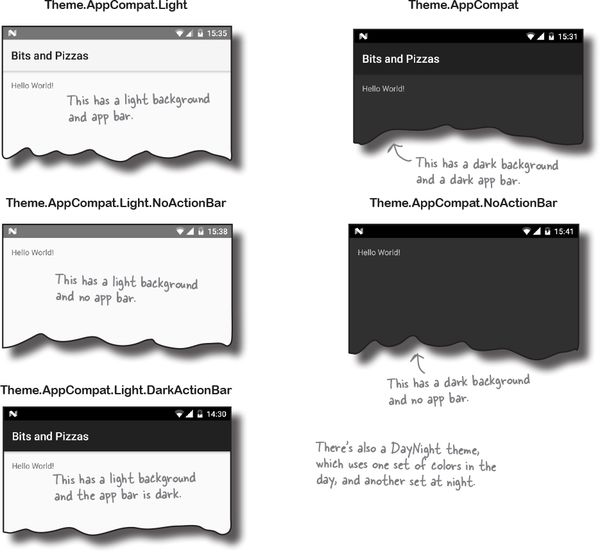 Theme.AppCompat.Light
15:35
Bits and Pizzas
Hello World!
This has a light background
and app bar.
Theme.AppCompat
15:31
Bits and Pizzas
Hello World!
This has a dark background
and a dark app bar.
Theme.AppCompat.Light.NoActionBar
15:38
Hello World!
This has a light background
and no app bar.
Theme.AppCompat.NoActionBar
15:41
Hello World!
This has a dark background
and no app bar.
Theme.AppCompat.Light.DarkActionBar
14:30
Bits and Pizzas
Hello World!
This has a light background
and the app bar is dark.
There's also a DayNight theme,
which uses one set of colors in the
day, and another set at night.